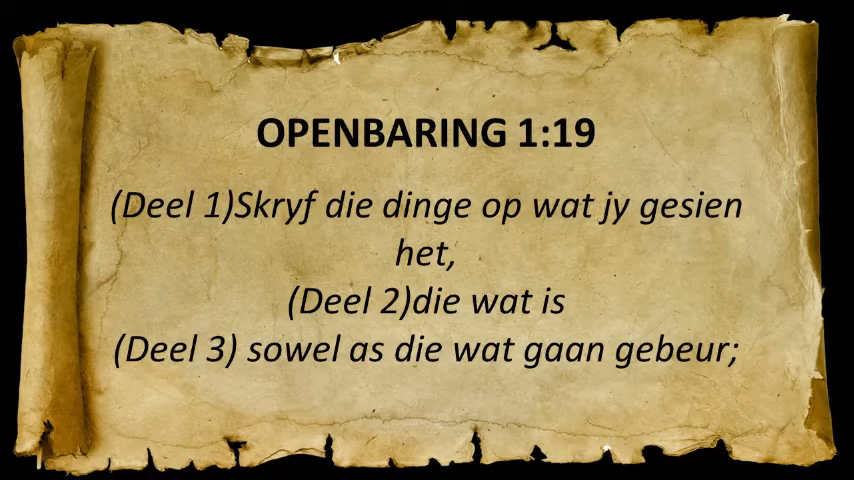 OPENBARING 1:19
(Deel 1)Skryf die dinge op wat jy gesien
het,
(Deel 2)die wat is
(Deel 3) sowel as die wat gaan gebeur;